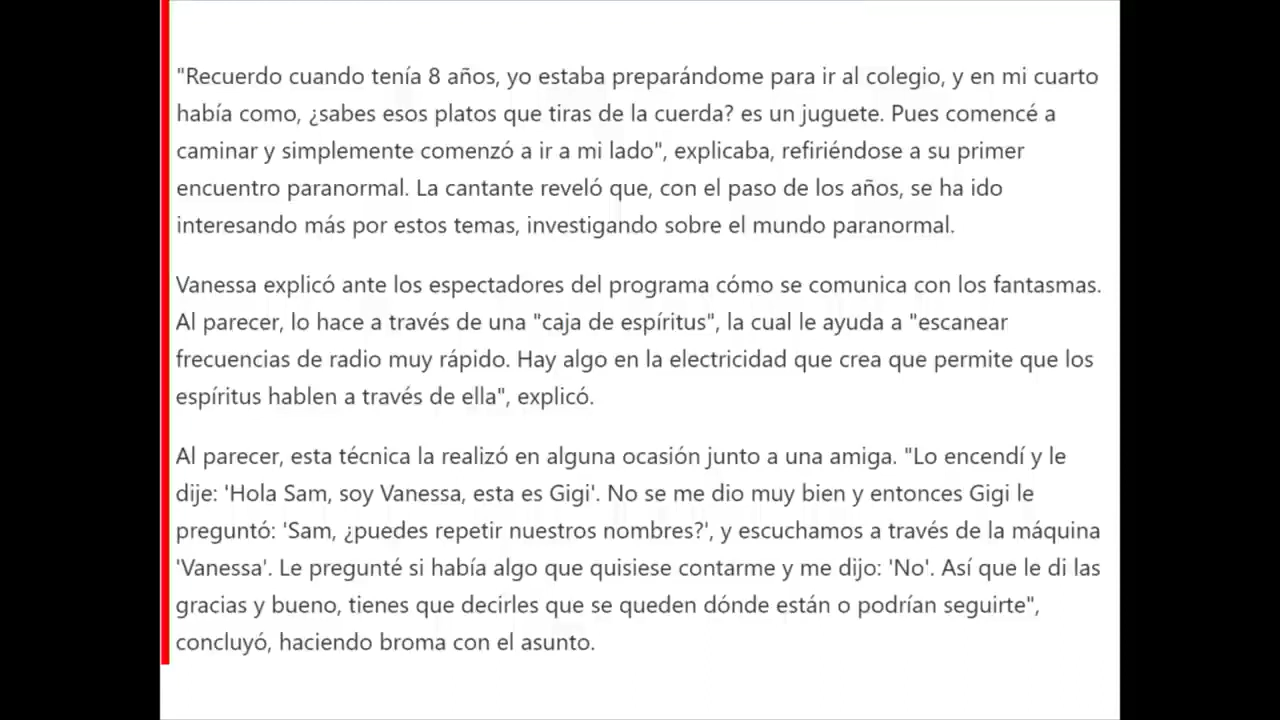 "Recuerdo cuando tenía 8 años, yo estaba preparándome para ir al colegio, y en mi cuarto
había como, ¿sabes esos platos que tiras de la cuerda? es un juguete. Pues comencé a
caminar y simplemente comenzó a ir a mi lado", explicaba, refiriéndose a su primer
encuentro paranormal. La cantante reveló que, con el paso de los años, se ha ido
interesando más por estos temas, investigando sobre el mundo paranormal.
Vanessa explicó ante los espectadores del programa cómo se comunica con los fantasmas.
Al parecer, lo hace a través de una "caja de espíritus", la cual le ayuda a "escanear
frecuencias de radio muy rápido. Hay algo en la electricidad que crea que permite que los
espíritus hablen a través de ella", explicó.
Al parecer, esta técnica la realizó en alguna ocasión junto a una amiga. "Lo encendí y le
dije: 'Hola Sam, soy Vanessa, esta es Gigi'. No se me dio muy bien y entonces Gigi le
preguntó: 'Sam, ¿puedes repetir nuestros nombres?', y escuchamos a través de la máquina
'Vanessa'. Le pregunté si había algo que quisiese contarme y me dijo: 'No'. Así que le di las
gracias y bueno, tienes que decirles que se queden dónde están o podrían seguirte",
concluyó, haciendo broma con el asunto.